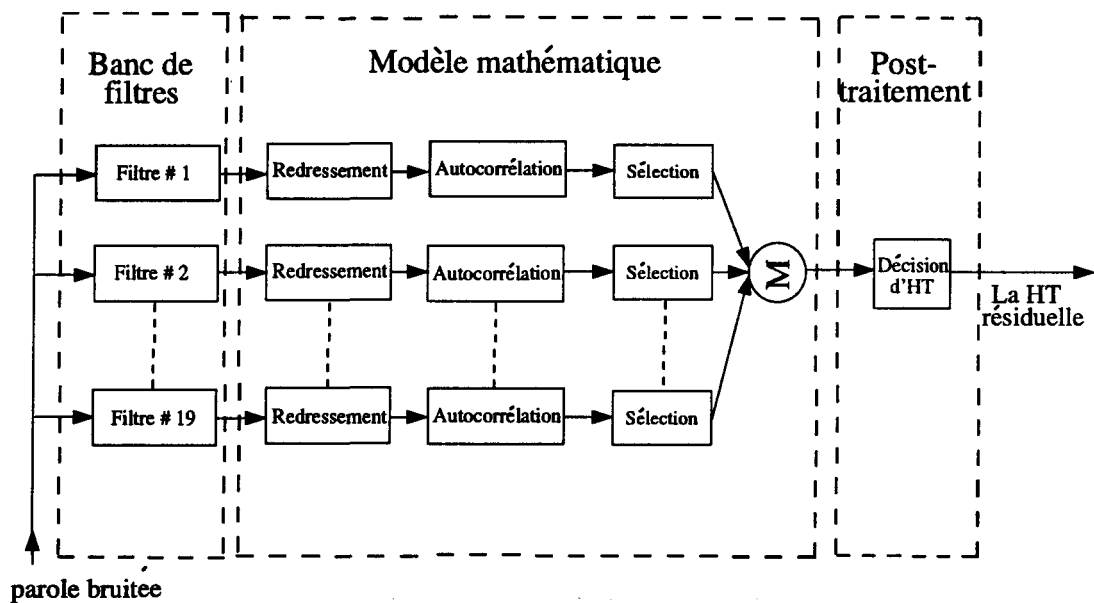 Banc de
filtres
Modèle mathématique
Post-
traitement
Filtre # 1
Redressement
Autocorrélation
Sélection
Filtre # 2
Redressement
Autocorrélation
Sélection
M
Décision
d'HT
La HT
résiduelle
Filtre # 19
Redressement
Autocorrélation
Sélection
parole bruitée